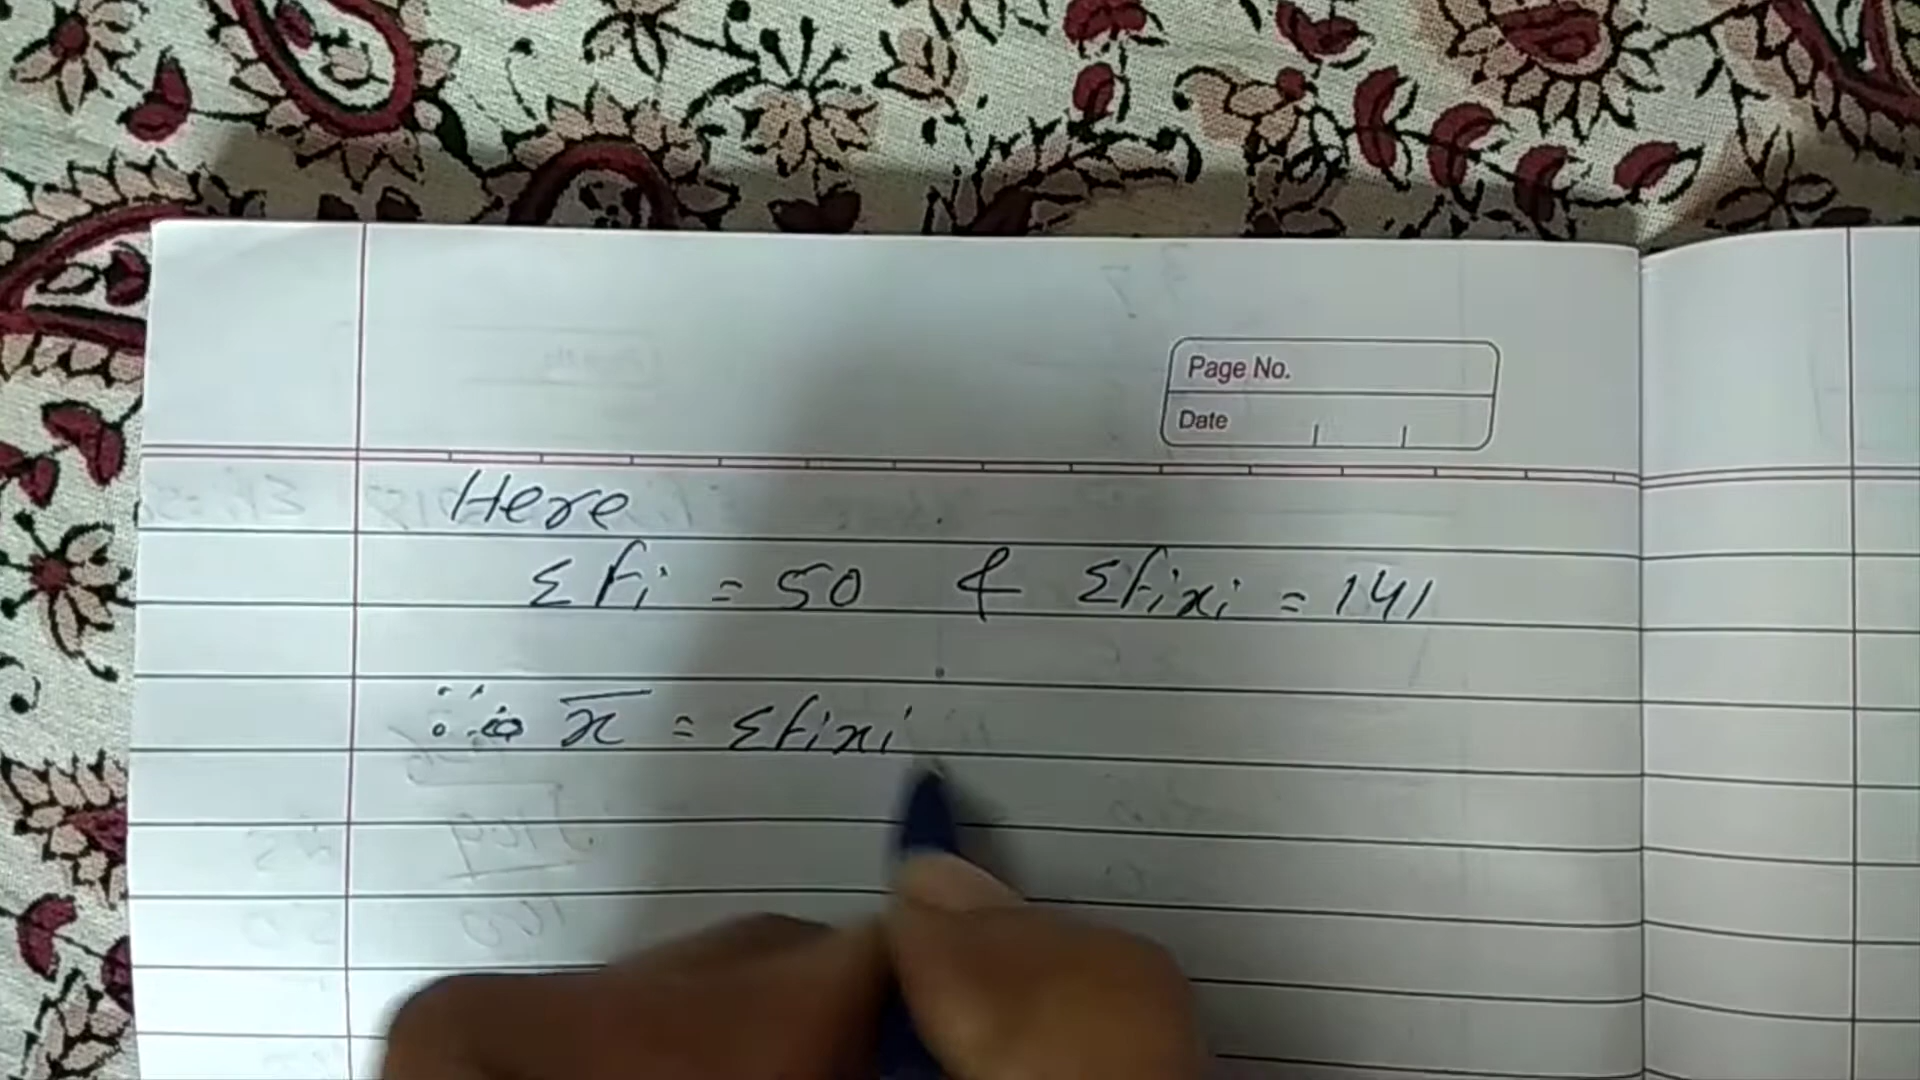 Page No.
Date
Here
Σfi = 50 & Σfixi = 141
∴ x̄ = Σfixi